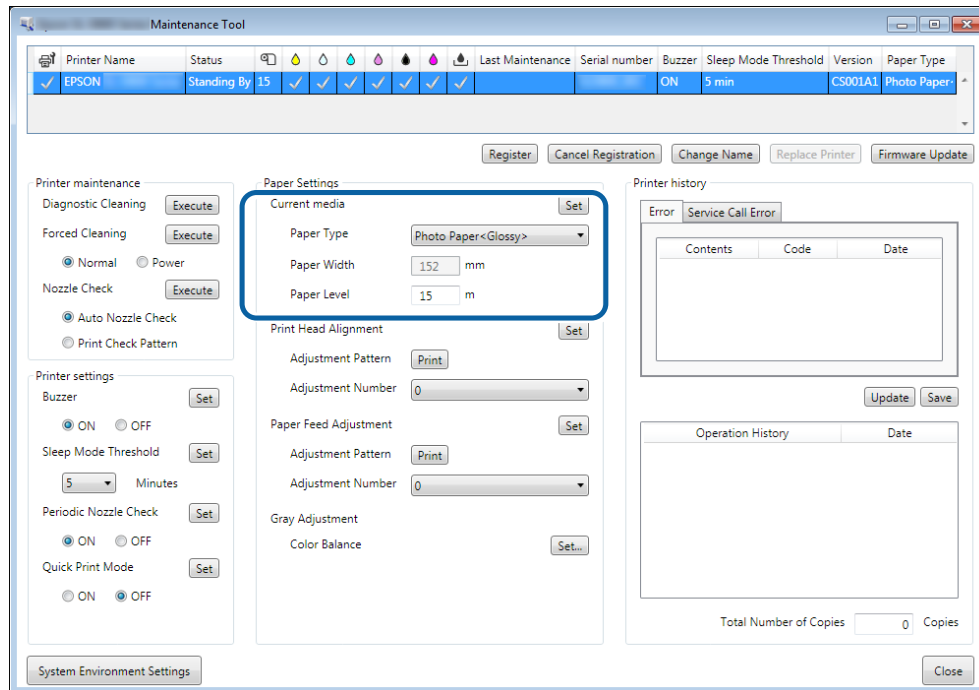 Maintenance Tool
Printer Name Status Last Maintenance Serial number Buzzer Sleep Mode Threshold Version Paper Type
EPSON Standing By 15 ON 5 min CS001A1 Photo Paper-
Register Cancel Registration Change Name Replace Printer Firmware Update
Printer maintenance
Diagnostic Cleaning Execute
Forced Cleaning Execute
Normal Power
Nozzle Check Execute
Auto Nozzle Check
Print Check Pattern
Printer settings
Buzzer Set
ON OFF
Sleep Mode Threshold Set
5 Minutes
Periodic Nozzle Check Set
ON OFF
Quick Print Mode Set
ON OFF
Paper Settings
Current media Set
Paper Type Photo Paper<Glossy>
Paper Width 152 mm
Paper Level 15 m
Print Head Alignment Set
Adjustment Pattern Print
Adjustment Number 0
Paper Feed Adjustment Set
Adjustment Pattern Print
Adjustment Number 0
Gray Adjustment
Color Balance Set...
Printer history
Error Service Call Error
Contents Code Date
Update Save
Operation History Date
Total Number of Copies 0 Copies
System Environment Settings Close